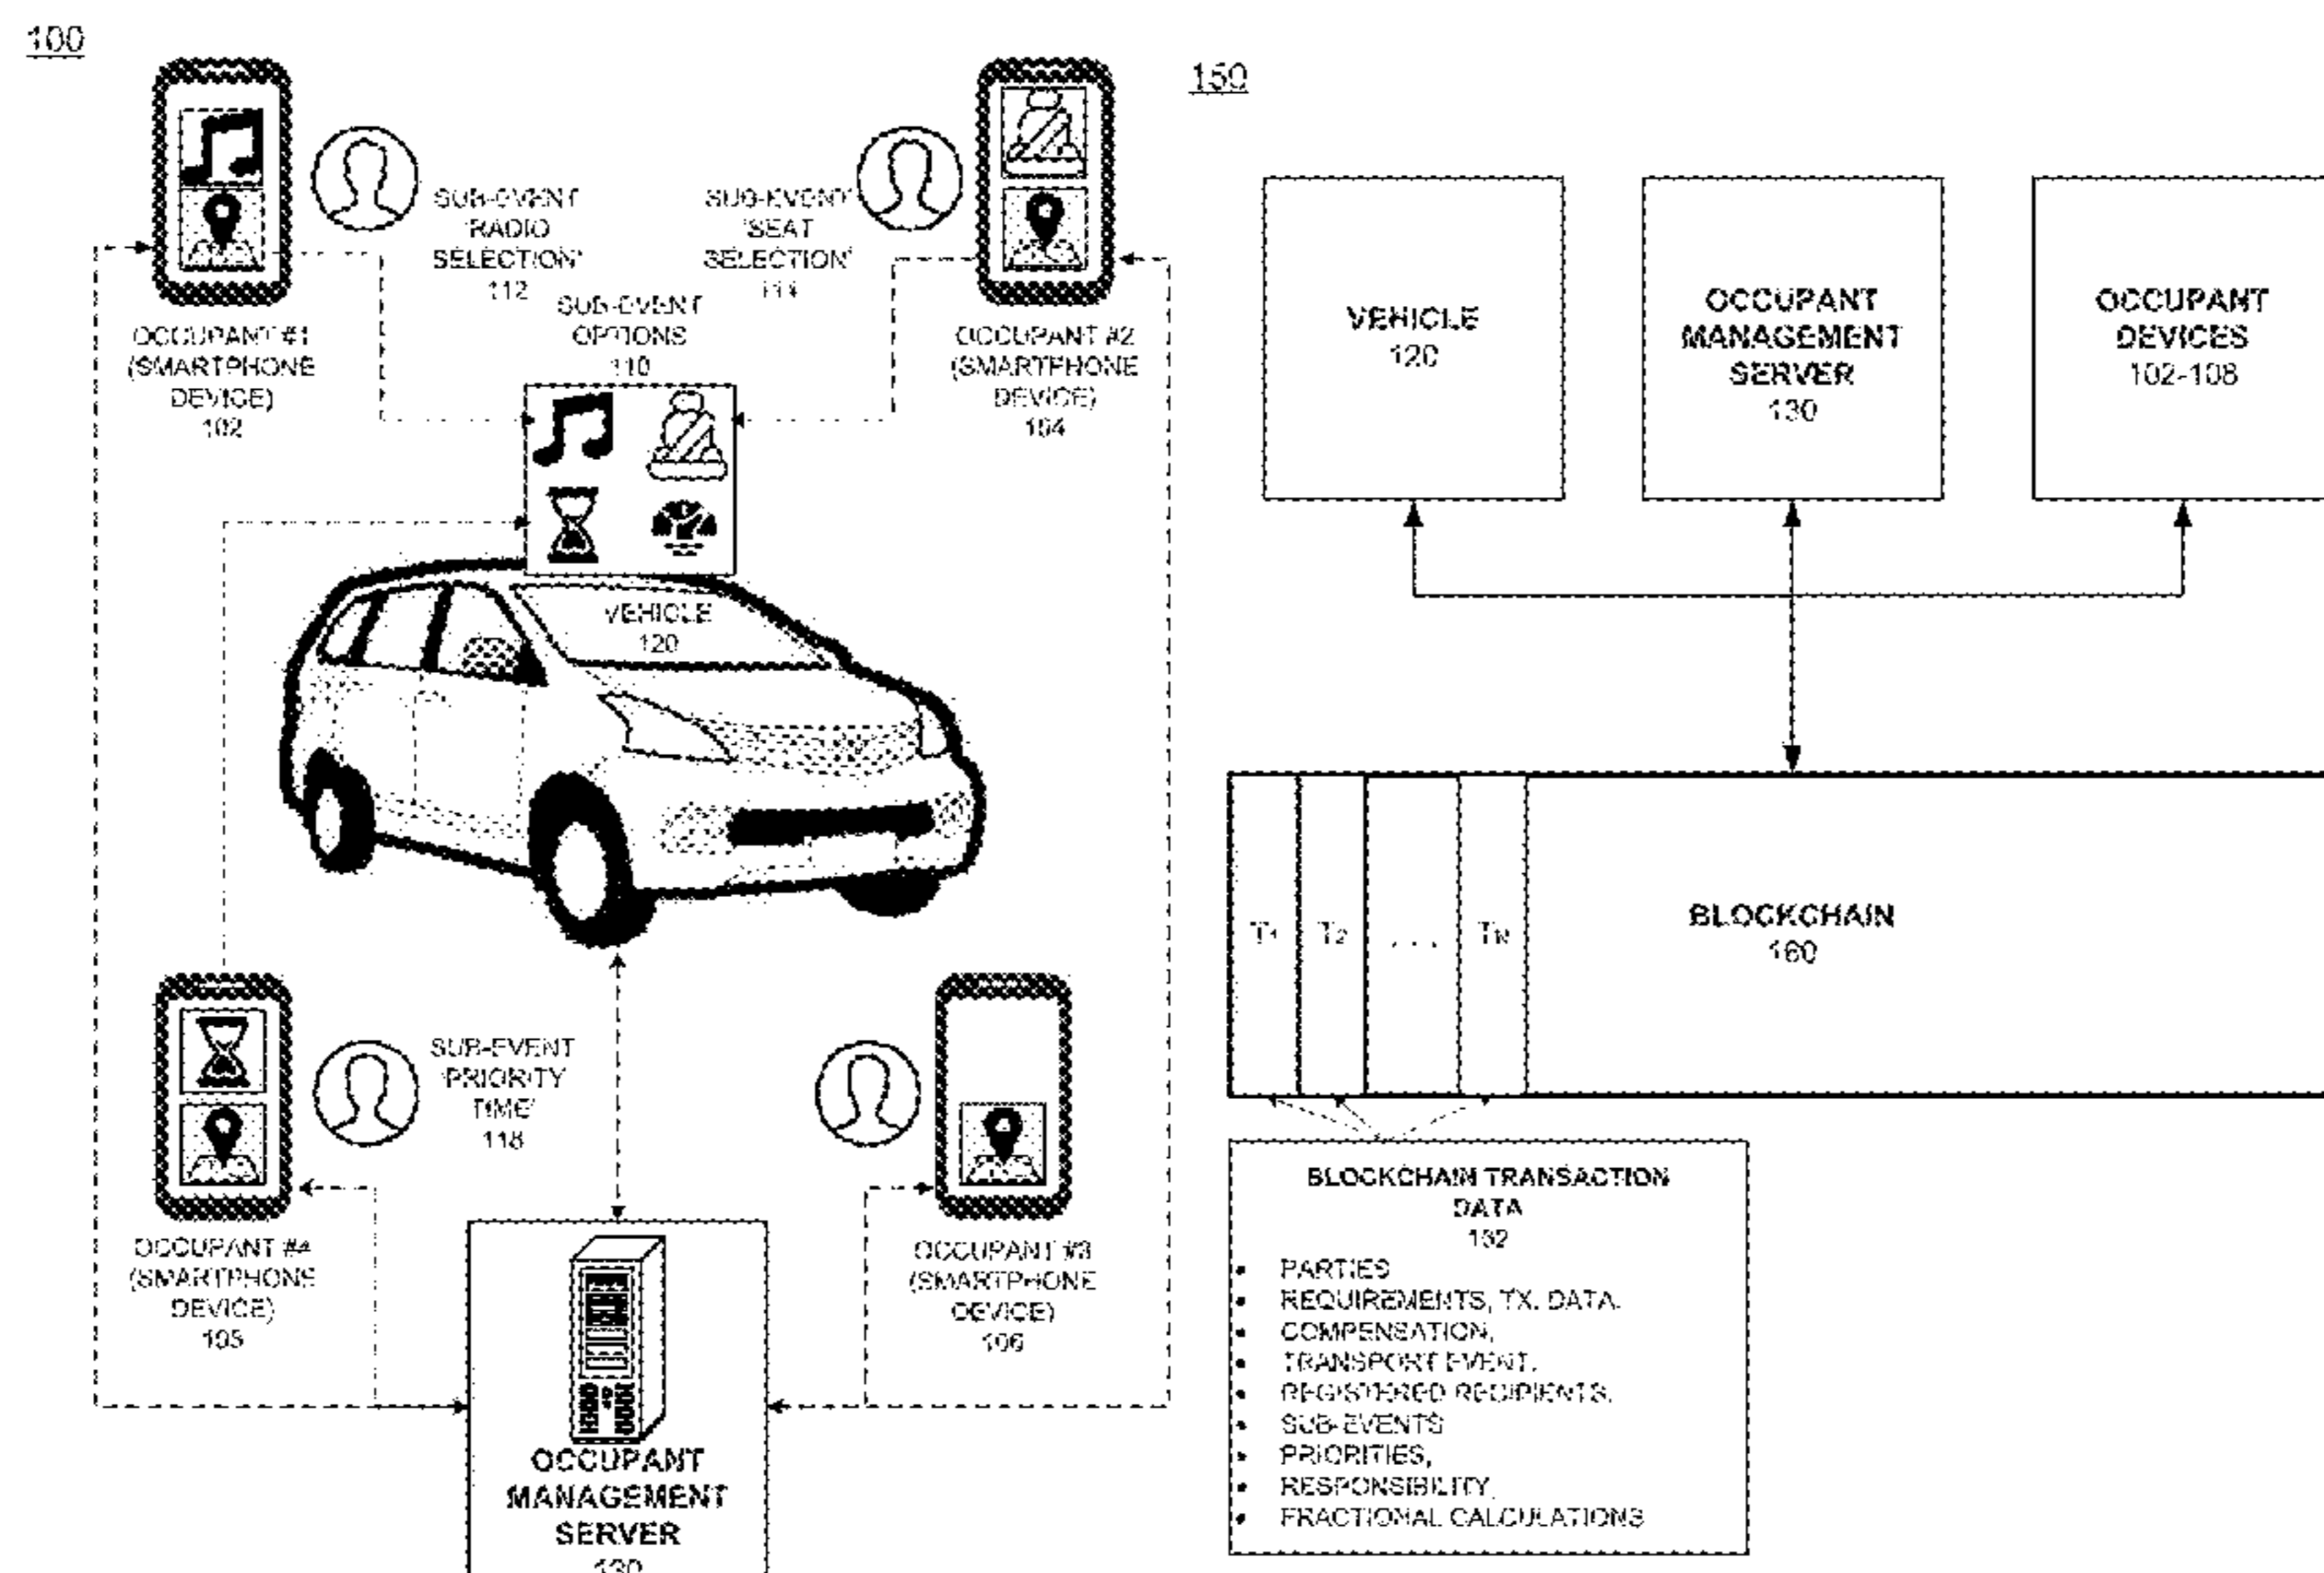 100
SUB-EVENT
'RADIO
SELECTION'
112
SUB-EVENT
'SEAT
SELECTION'
SUB-EVENT
OPTIONS
110
OCCUPANT #1
(SMARTPHONE
DEVICE)
102
OCCUPANT #2
(SMARTPHONE
DEVICE)
104
VEHICLE
120
SUB-EVENT
'PRIORITY
TIME'
118
OCCUPANT #4
(SMARTPHONE
DEVICE)
108
OCCUPANT #3
(SMARTPHONE
DEVICE)
106
OCCUPANT
MANAGEMENT
SERVER
130
150
VEHICLE
120
OCCUPANT
MANAGEMENT
SERVER
130
OCCUPANT
DEVICES
102-108
T1
T2
. . .
TN
BLOCKCHAIN
160
BLOCKCHAIN TRANSACTION
DATA
162
• PARTIES
• REQUIREMENTS, TX. DATA,
• COMPENSATION,
• TRANSPORT EVENT,
• REGISTERED RECIPIENTS,
• SUB-EVENTS
• PRIORITIES,
• RESPONSIBILITY,
• FRACTIONAL CALCULATIONS